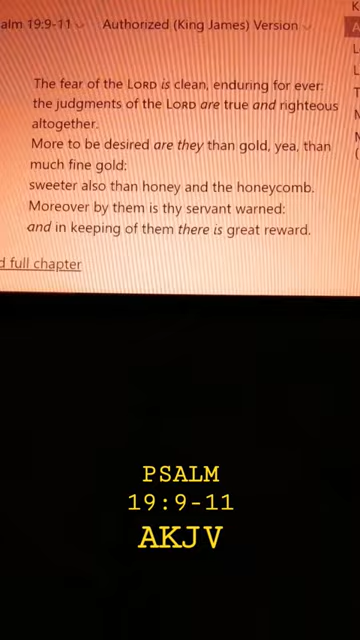 alm 19:9-11 Authorized (King James) Version
The fear of the LORD is clean, enduring for ever:
the judgments of the LORD are true and righteous
altogether.
More to be desired are they than gold, yea, than
much fine gold:
sweeter also than honey and the honeycomb.
Moreover by them is thy servant warned:
and in keeping of them there is great reward.
d full chapter
PSALM
19:9-11
AKJV